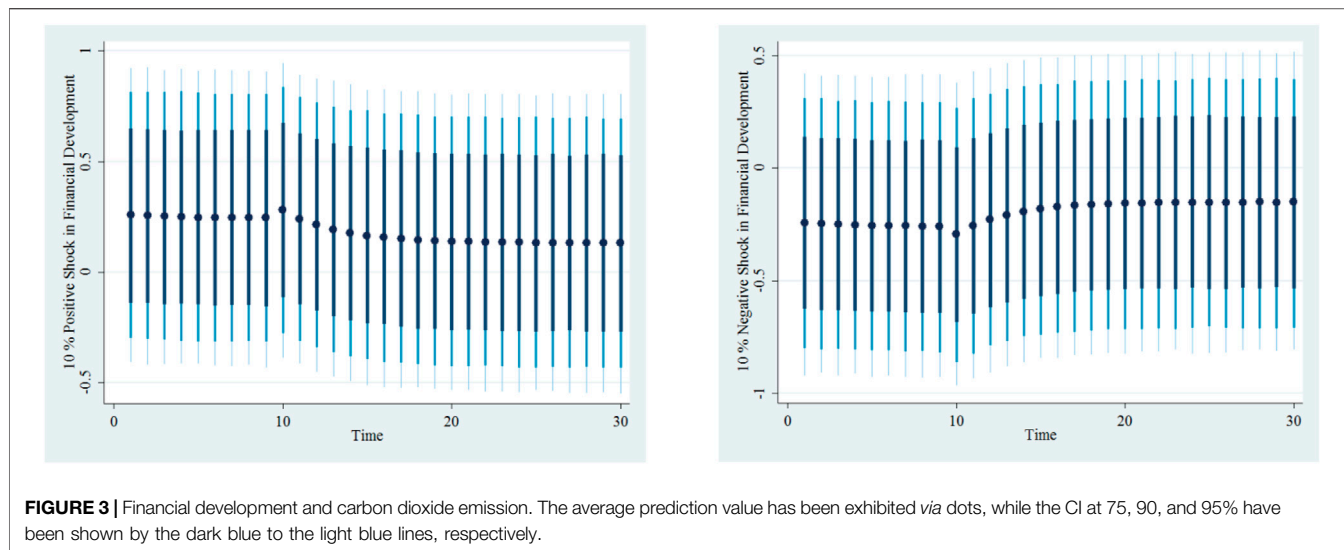 10 % Positive Shock in Financial Development
1
0.5
0
-0.5
0
10
20
30
Time
10 % Negative Shock in Financial Development
0.5
0
-0.5
-1
0
10
20
30
Time
FIGURE 3 | Financial development and carbon dioxide emission. The average prediction value has been exhibited via dots, while the CI at 75, 90, and 95% have
been shown by the dark blue to the light blue lines, respectively.